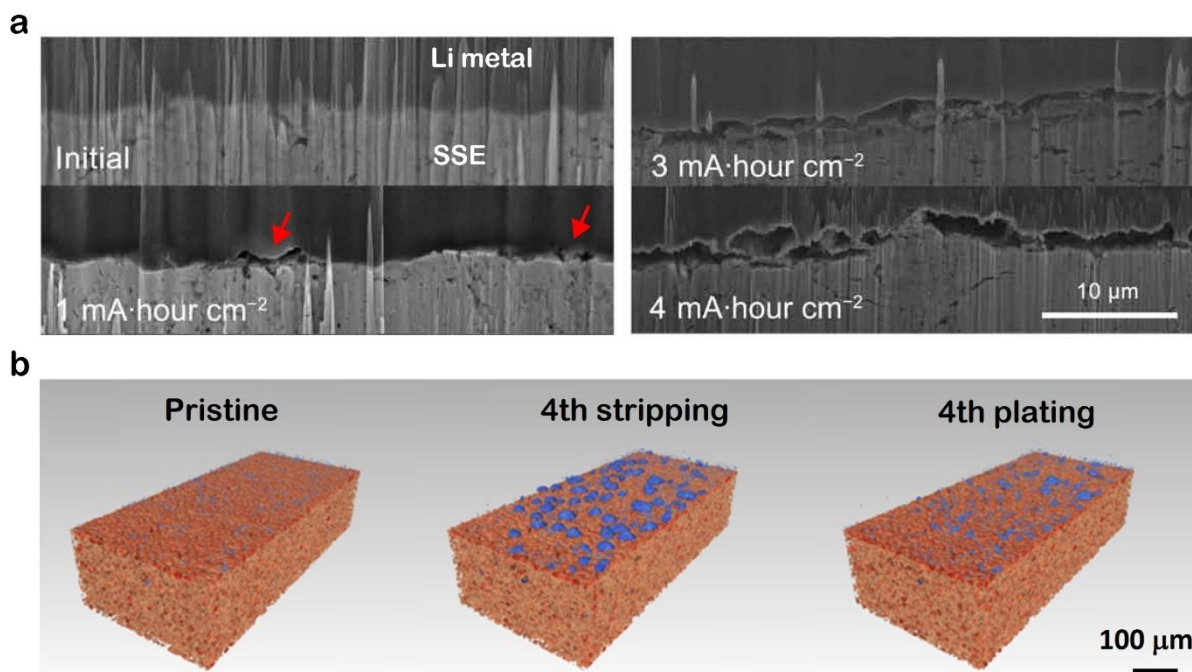 a
Li metal
Initial
SSE
1 mA·hour cm⁻²
3 mA·hour cm⁻²
4 mA·hour cm⁻²
10 μm
b
Pristine
4th stripping
4th plating
100 μm